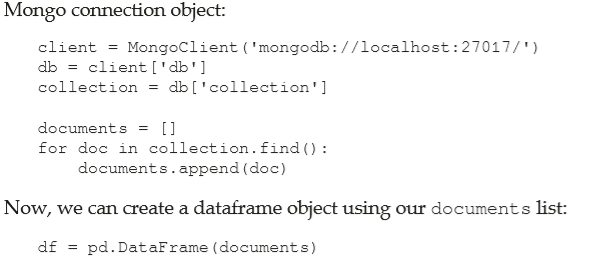 Mongo connection object:
client = MongoClient('mongodb://localhost:27017/')
db = client['db']
collection = db['collection']
documents = []
for doc in collection.find():
documents.append(doc)
Now, we can create a dataframe object using our documents list:
df = pd.DataFrame(documents)